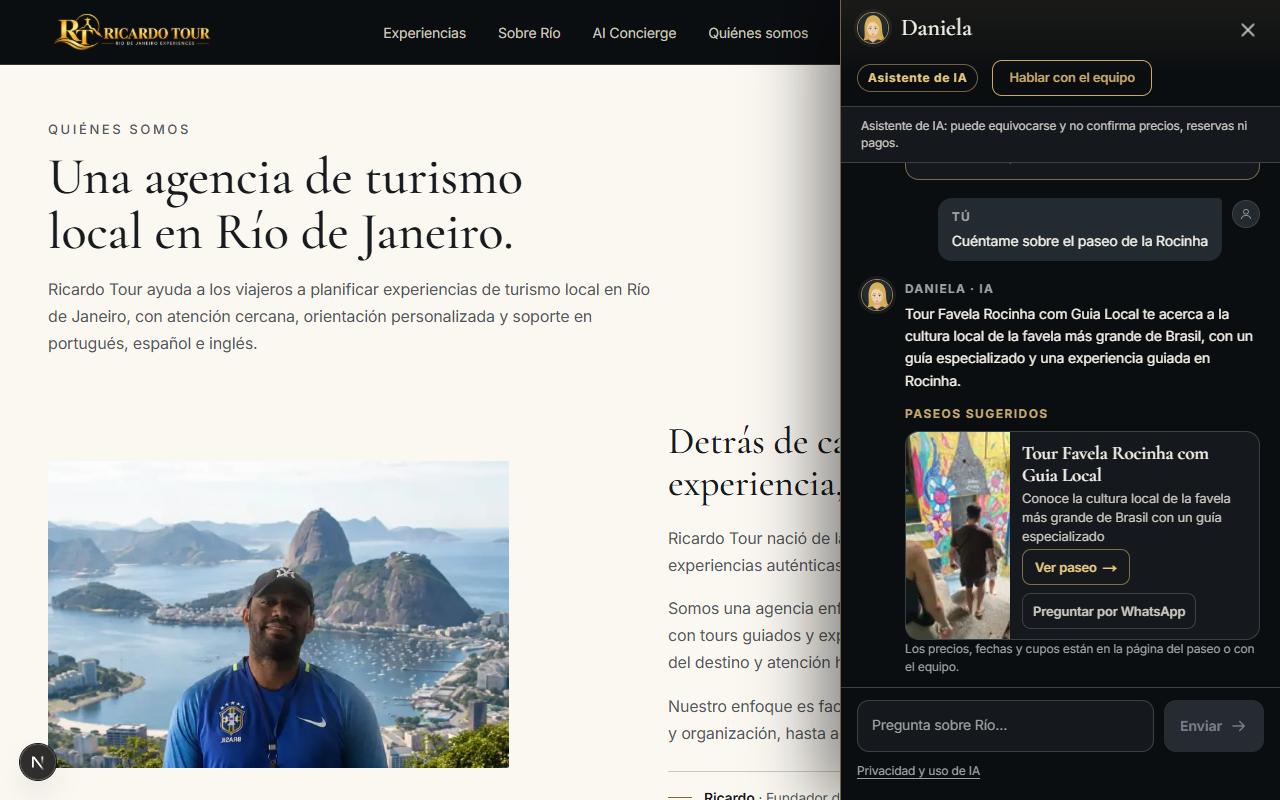 RICARDO TOUR
RIO DE JANEIRO EXPERIENCES
Experiencias
Sobre Río
AI Concierge
Quiénes somos
QUIÉNES SOMOS
Una agencia de turismo
local en Río de Janeiro.
Ricardo Tour ayuda a los viajeros a planificar experiencias de turismo local en Río
de Janeiro, con atención cercana, orientación personalizada y soporte en
portugués, español e inglés.
Detrás de ca
experiencia,
Ricardo Tour nació de l
experiencias auténticas
Somos una agencia enf
con tours guiados y exp
del destino y atención h
Nuestro enfoque es fac
y organización, hasta a
Ricardo · Fundador d
BRASIL
N
Daniela
Asistente de IA
Hablar con el equipo
Asistente de IA: puede equivocarse y no confirma precios, reservas ni
pagos.
TÚ
Cuéntame sobre el paseo de la Rocinha
DANIELA · IA
Tour Favela Rocinha com Guia Local te acerca a la
cultura local de la favela más grande de Brasil, con un
guía especializado y una experiencia guiada en
Rocinha.
PASEOS SUGERIDOS
Tour Favela Rocinha com
Guia Local
Conoce la cultura local de la favela
más grande de Brasil con un guía
especializado
Ver paseo →
Preguntar por WhatsApp
Los precios, fechas y cupos están en la página del paseo o con
el equipo.
Pregunta sobre Río...
Enviar →
Privacidad y uso de IA